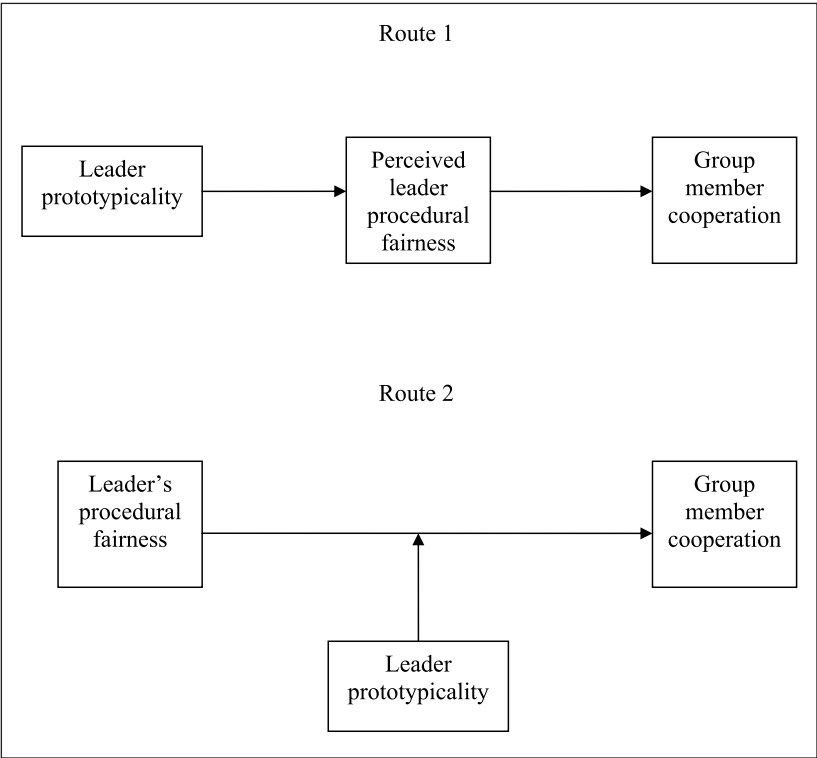 Route 1
Leader
prototypicality
Perceived
leader
procedural
fairness
Group
member
cooperation
Route 2
Leader’s
procedural
fairness
Group
member
cooperation
Leader
prototypicality